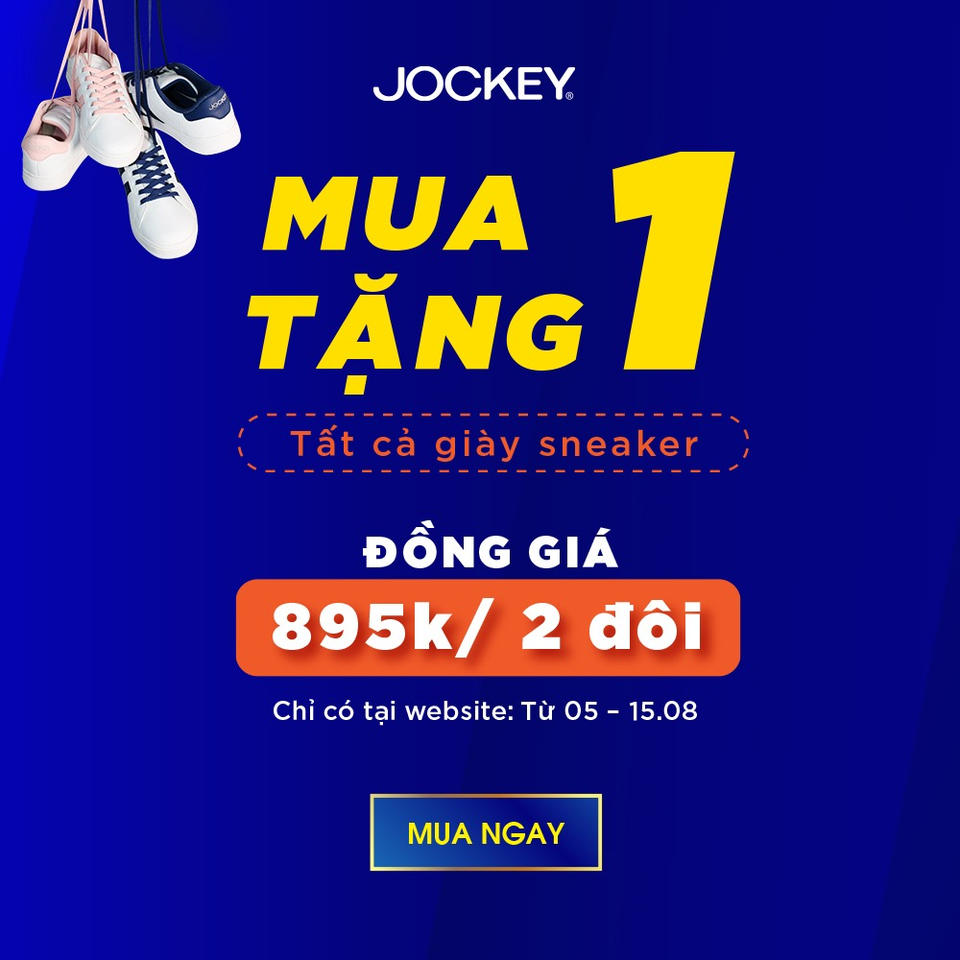 JOCKEY®
MUA 1
TẶNG
Tất cả giày sneaker
ĐỒNG GIÁ
895k/ 2 đôi
Chỉ có tại website: Từ 05 – 15.08
MUA NGAY
JOCKEY